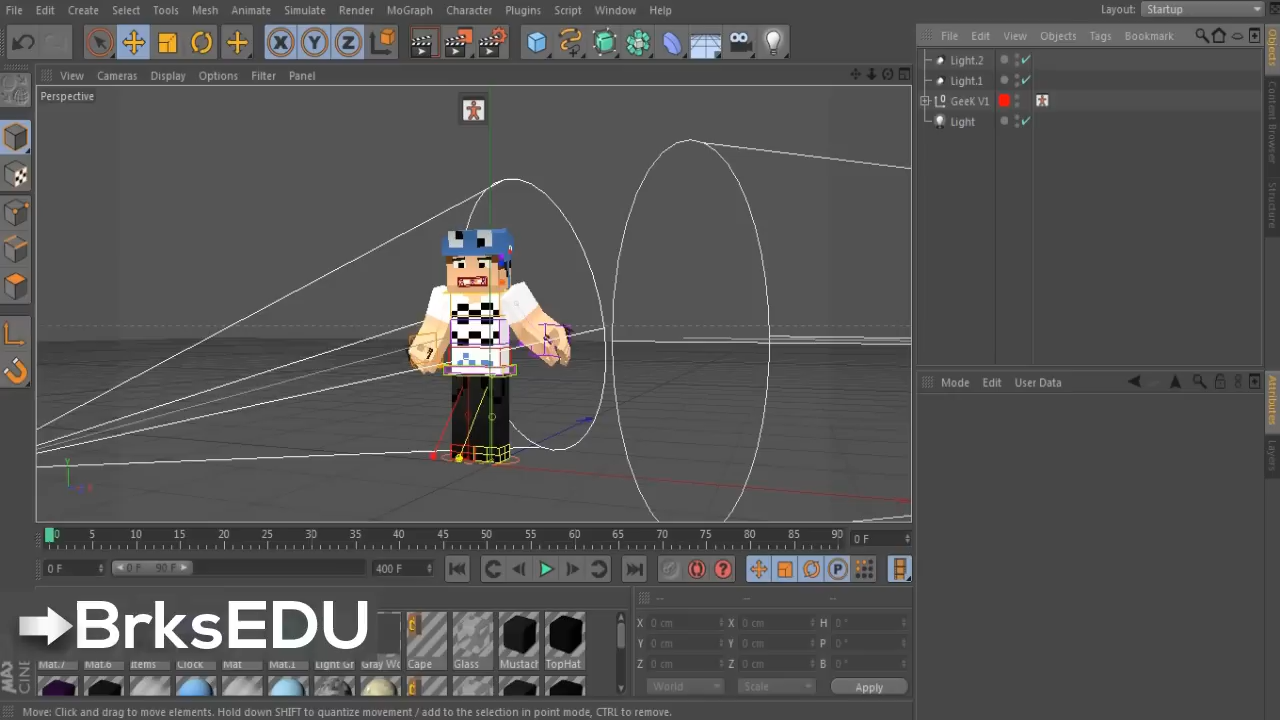 File Edit Create Select Tools Mesh Animate Simulate Render MoGraph Character Plugins Script Window Help
Layout: Startup
File Edit View Objects Tags Bookmark
View Cameras Display Options Filter Panel
Perspective
Light.2
Light.1
GeeK V1
Light
Objects
Content Browser
Structure
Mode Edit User Data
Attributes
Layers
X Y Z
Y
0 5 10 15 20 25 30 35 40 45 50 55 60 65 70 75 80 85 90
0 F
0 F
0 F 90 F
400 F
P
-- -- --
BrksEDU
X 0 cm X 0 cm H 0 °
Y 0 cm Y 0 cm P 0 °
Z 0 cm Z 0 cm B 0 °
World Scale Apply
Mat.7 Mat.6 Items Clock Mat Mat.1 Light Gr Gray Wo Cape Glass Mustach TopHat
Move: Click and drag to move elements. Hold down SHIFT to quantize movement / add to the selection in point mode, CTRL to remove.